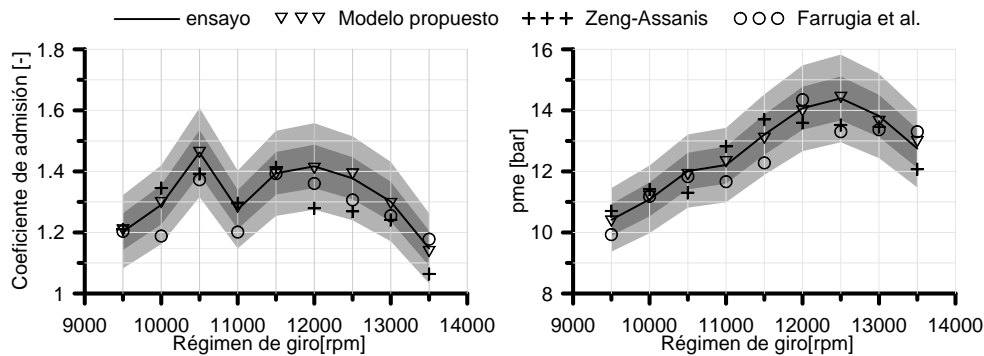 ensayo Modelo propuesto Zeng-Assanis Farrugia et al.
Coeficiente de admisión [-]
1.8
1.6
1.4
1.2
1
9000 10000 11000 12000 13000 14000
Régimen de giro[rpm]
pme [bar]
16
14
12
10
8
9000 10000 11000 12000 13000 14000
Régimen de giro[rpm]